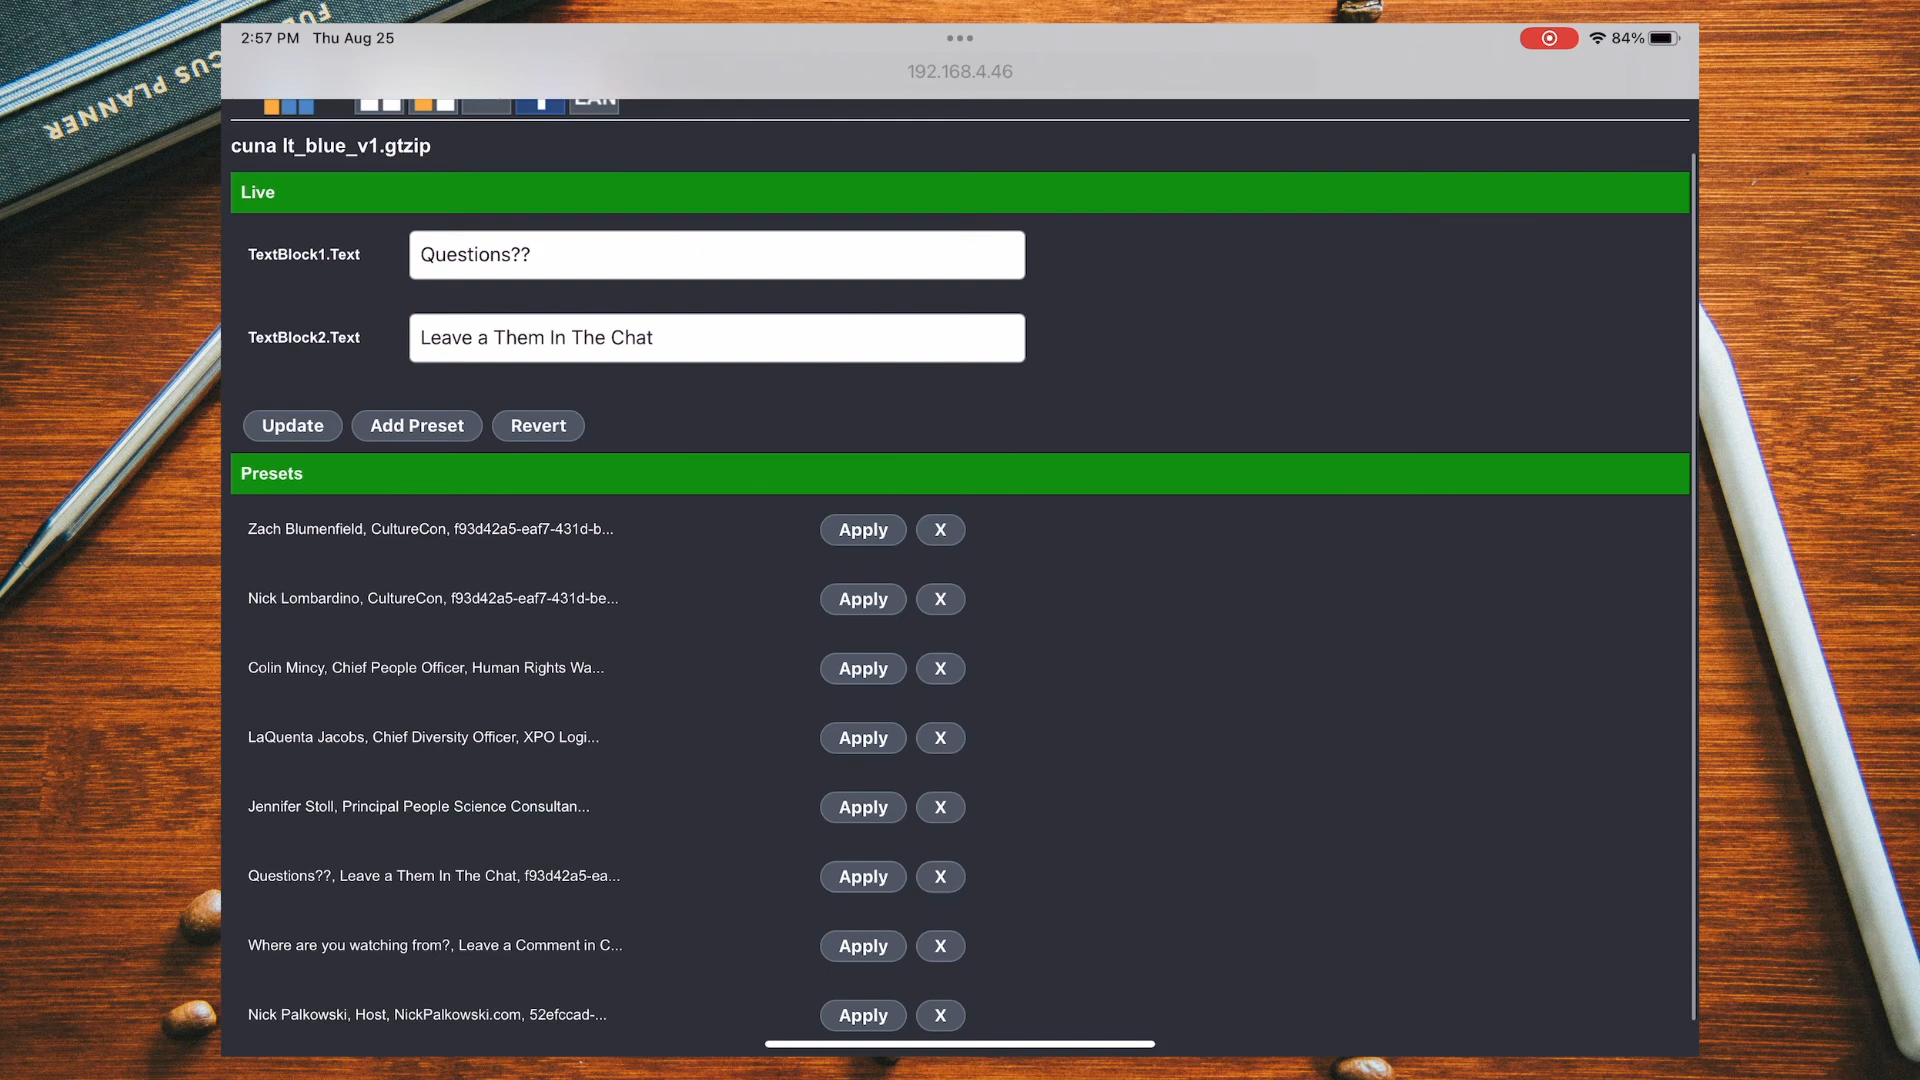 FO
CUS PLANNER
2:57 PM Thu Aug 25
84%
192.168.4.46
LAN
cuna lt_blue_v1.gtzip
Live
TextBlock1.Text Questions??
TextBlock2.Text Leave a Them In The Chat
Update Add Preset Revert
Presets
Zach Blumenfield, CultureCon, f93d42a5-eaf7-431d-b... Apply X
Nick Lombardino, CultureCon, f93d42a5-eaf7-431d-be... Apply X
Colin Mincy, Chief People Officer, Human Rights Wa... Apply X
LaQuenta Jacobs, Chief Diversity Officer, XPO Logi... Apply X
Jennifer Stoll, Principal People Science Consultan... Apply X
Questions??, Leave a Them In The Chat, f93d42a5-ea... Apply X
Where are you watching from?, Leave a Comment in C... Apply X
Nick Palkowski, Host, NickPalkowski.com, 52efccad-... Apply X